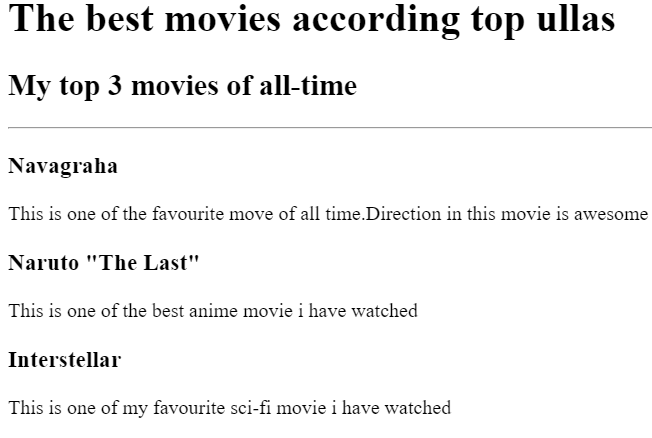 The best movies according top ullas
My top 3 movies of all-time
Navagraha
This is one of the favourite move of all time.Direction in this movie is awesome
Naruto "The Last"
This is one of the best anime movie i have watched
Interstellar
This is one of my favourite sci-fi movie i have watched